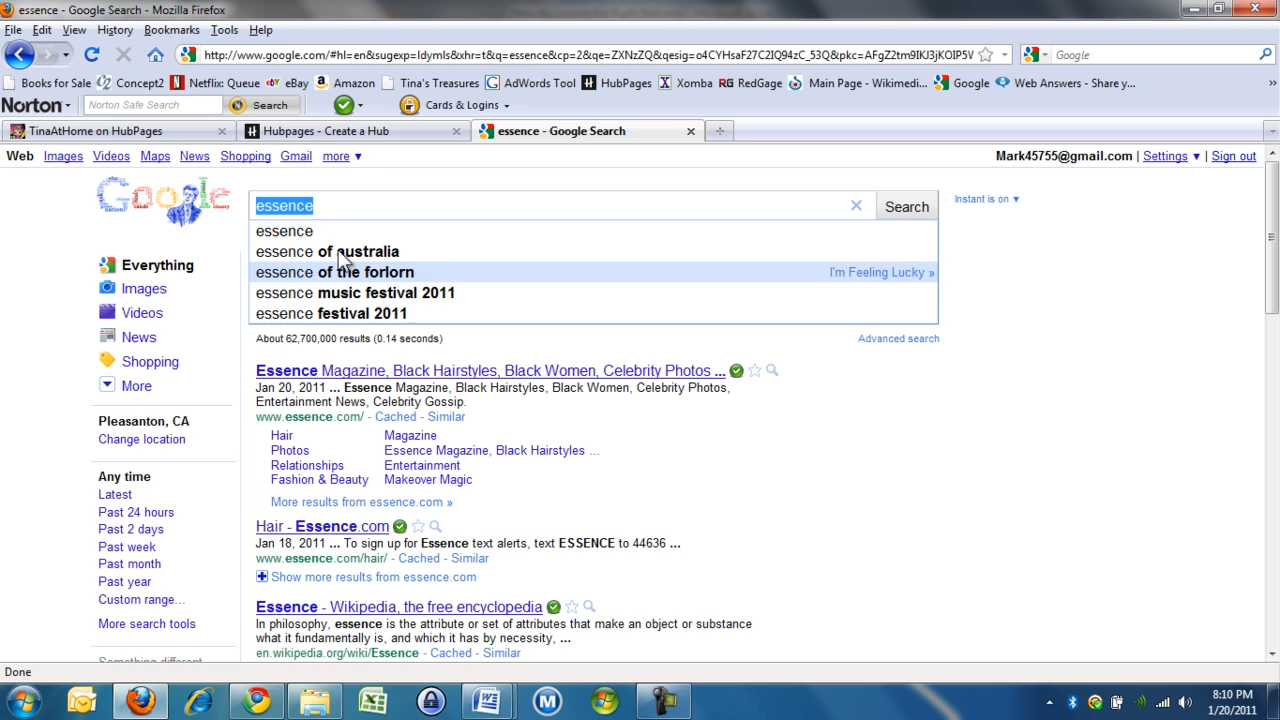 essence - Google Search - Mozilla Firefox
File Edit View History Bookmarks Tools Help
http://www.google.com/#hl=en&sugexp=ldymls&xhr=t&q=essence&cp=2&qe=ZXNzZQ&qesig=o4CYHsaF27C2IQ94zC_53Q&pkc=AFgZ2tm9IKJ3jKOIP5V Google
Books for Sale Concept2 Netflix Queue eBay Amazon Tina's Treasures AdWords Tool HubPages Xomba RG RedGage Main Page - Wikimedi... Google Web Answers - Share y... »
Norton Norton Safe Search Search Cards & Logins
TinaAtHome on HubPages Hubpages - Create a Hub essence - Google Search
Web Images Videos Maps News Shopping Gmail more ▼ Mark45755@gmail.com | Settings ▼ | Sign out
Google essence Search Instant is on ▼
essence
essence of australia
essence of the forlorn I'm Feeling Lucky »
essence music festival 2011
essence festival 2011
Everything
Images
Videos
News
Shopping
More
Pleasanton, CA
Change location
Any time
Latest
Past 24 hours
Past 2 days
Past week
Past month
Past year
Custom range...
More search tools
Something different
About 62,700,000 results (0.14 seconds) Advanced search
Essence Magazine, Black Hairstyles, Black Women, Celebrity Photos ...
Jan 20, 2011 ... Essence Magazine, Black Hairstyles, Black Women, Celebrity Photos,
Entertainment News, Celebrity Gossip.
www.essence.com/ - Cached - Similar
Hair Magazine
Photos Essence Magazine, Black Hairstyles ...
Relationships Entertainment
Fashion & Beauty Makeover Magic
More results from essence.com »
Hair - Essence.com
Jan 18, 2011 ... To sign up for Essence text alerts, text ESSENCE to 44636 ...
www.essence.com/hair/ - Cached - Similar
Show more results from essence.com
Essence - Wikipedia, the free encyclopedia
In philosophy, essence is the attribute or set of attributes that make an object or substance
what it fundamentally is, and which it has by necessity, ...
en.wikipedia.org/wiki/Essence - Cached - Similar
Done
8:10 PM
1/20/2011